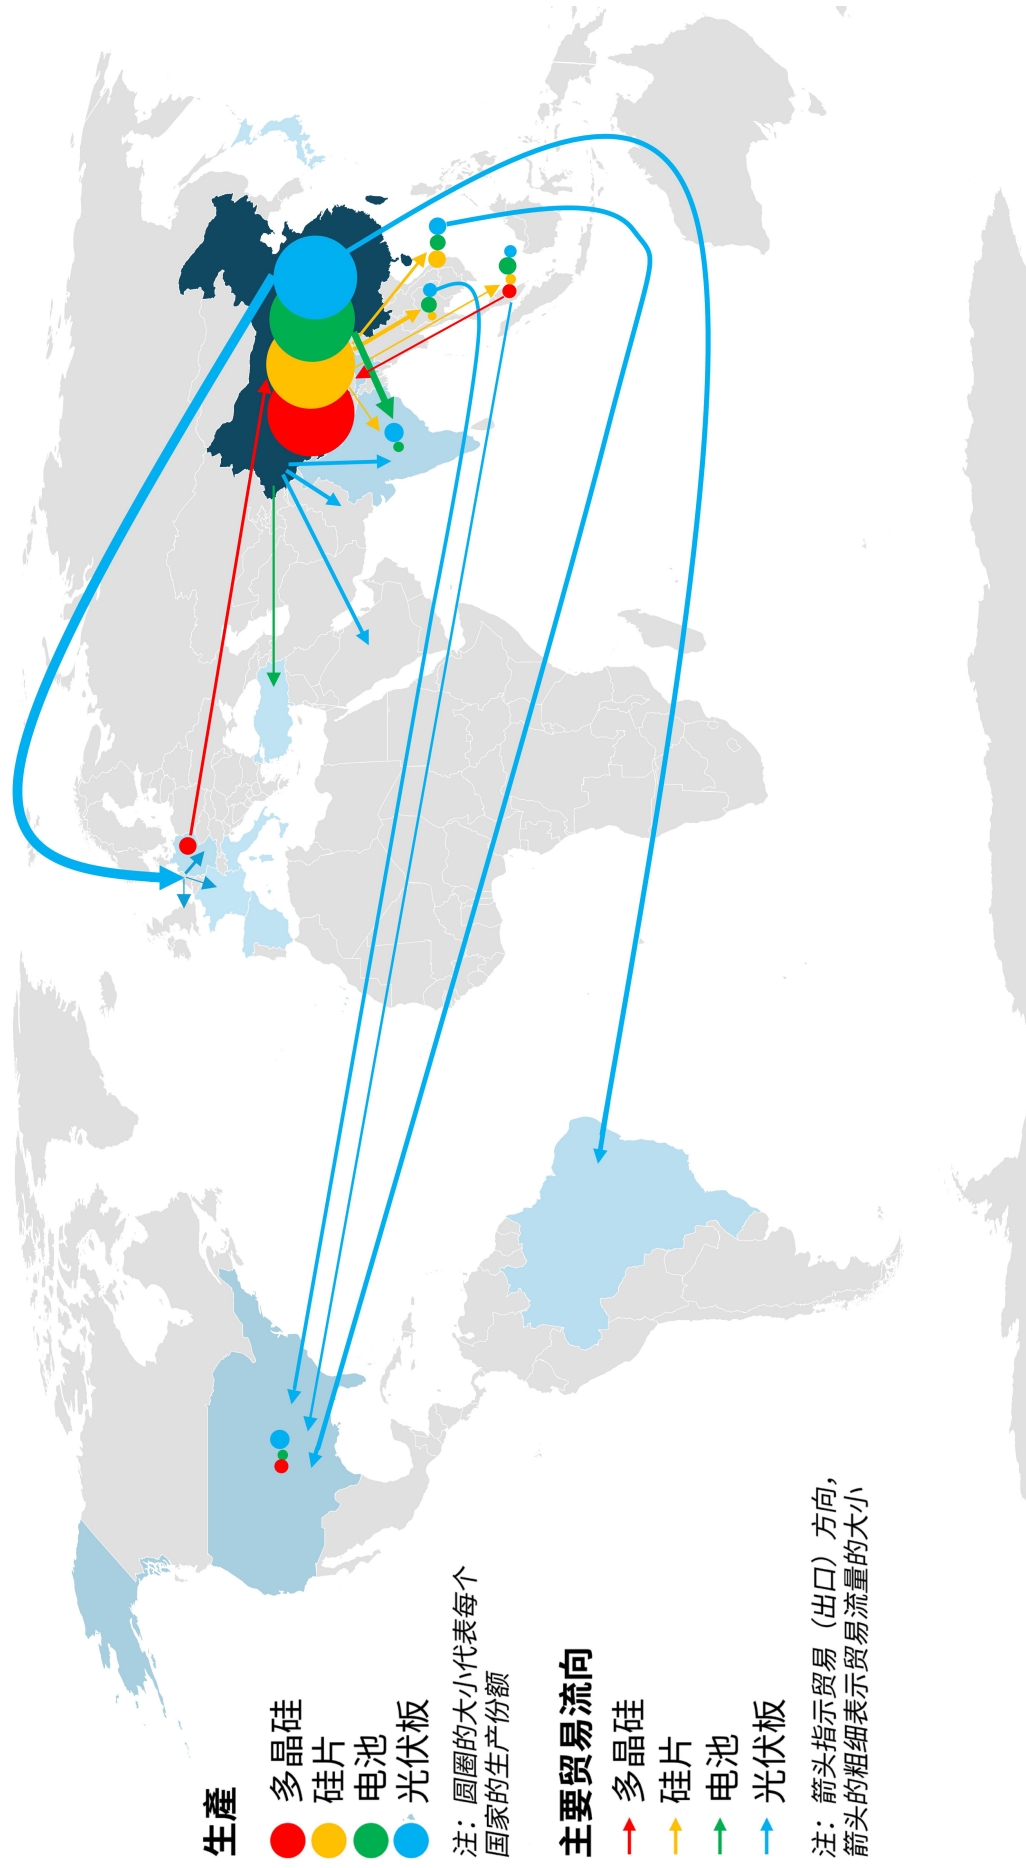 生產
多晶硅
硅片
电池
光伏板
注：圆圈的大小代表每个
国家的生产份额
主要贸易流向
多晶硅
硅片
电池
光伏板
注：箭头指示贸易（出口）方向，
箭头的粗细表示贸易流量的大小